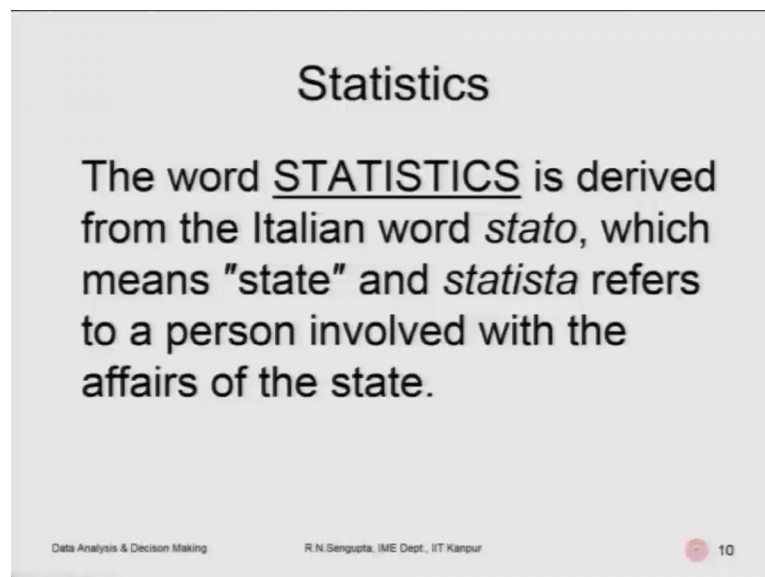 Statistics
The word STATISTICS is derived
from the Italian word stato, which
means "state" and statista refers
to a person involved with the
affairs of the state.
Data Analysis & Decison Making
R.N.Sengupta, IME Dept., IIT Kanpur
10